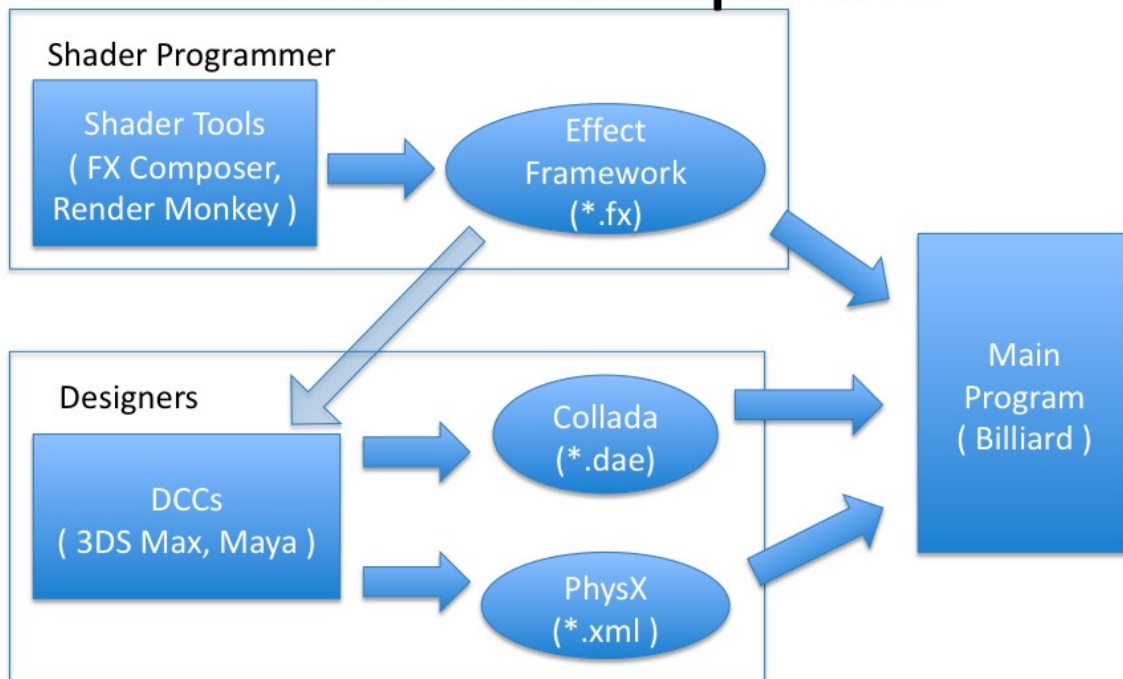 Shader Programmer
Shader Tools
( FX Composer,
Render Monkey )
Effect
Framework
(*.fx)
Main
Program
( Billiard )
Designers
DCCs
( 3DS Max, Maya )
Collada
(*.dae)
PhysX
(*.xml )